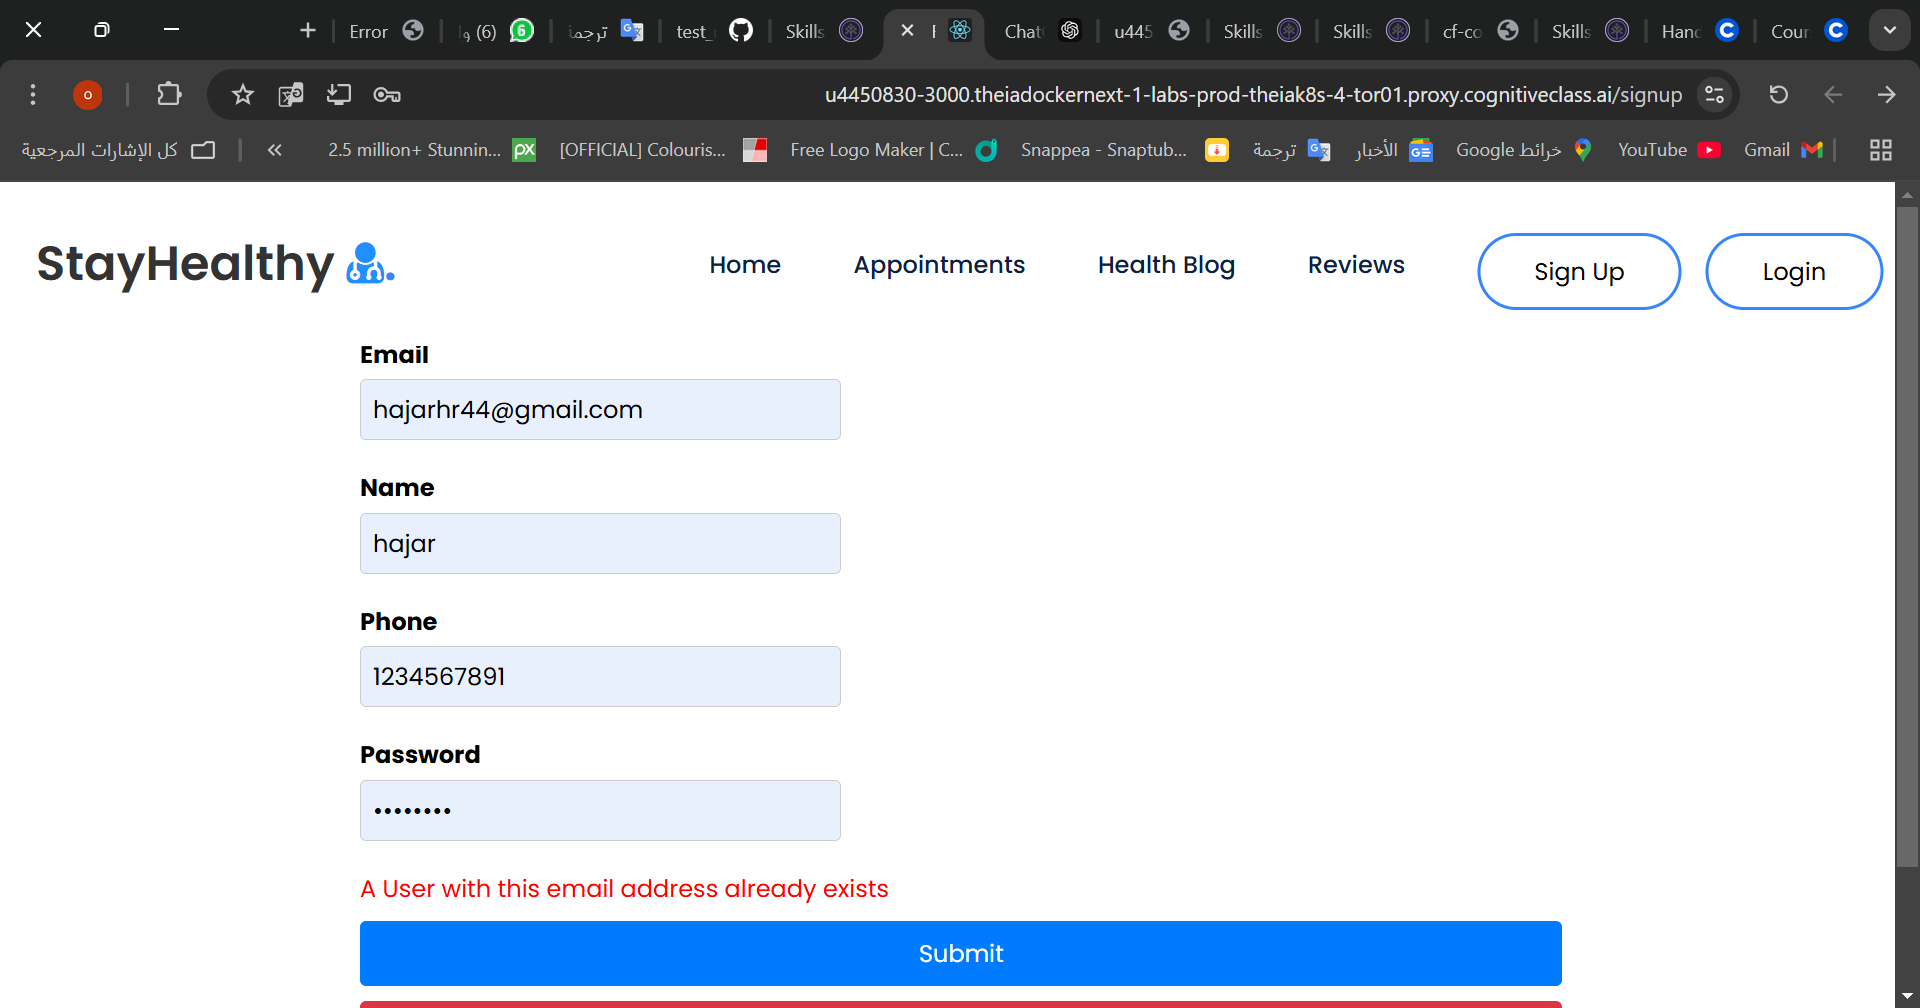 Error
(6) و
ترجمة
test_
Skills
Chat
u445
Skills
Skills
cf-co
Skills
Hand
Cour
u4450830-3000.theiadockernext-1-labs-prod-theiak8s-4-tor01.proxy.cognitiveclass.ai/signup
كل الإشارات المرجعية
2.5 million+ Stunnin...
[OFFICIAL] Colouris...
Free Logo Maker | C...
Snappea - Snaptub...
ترجمة
الأخبار
خرائط Google
YouTube
Gmail
StayHealthy
Home
Appointments
Health Blog
Reviews
Sign Up
Login
Email
hajarhr44@gmail.com
Name
hajar
Phone
1234567891
Password
••••••••
A User with this email address already exists
Submit